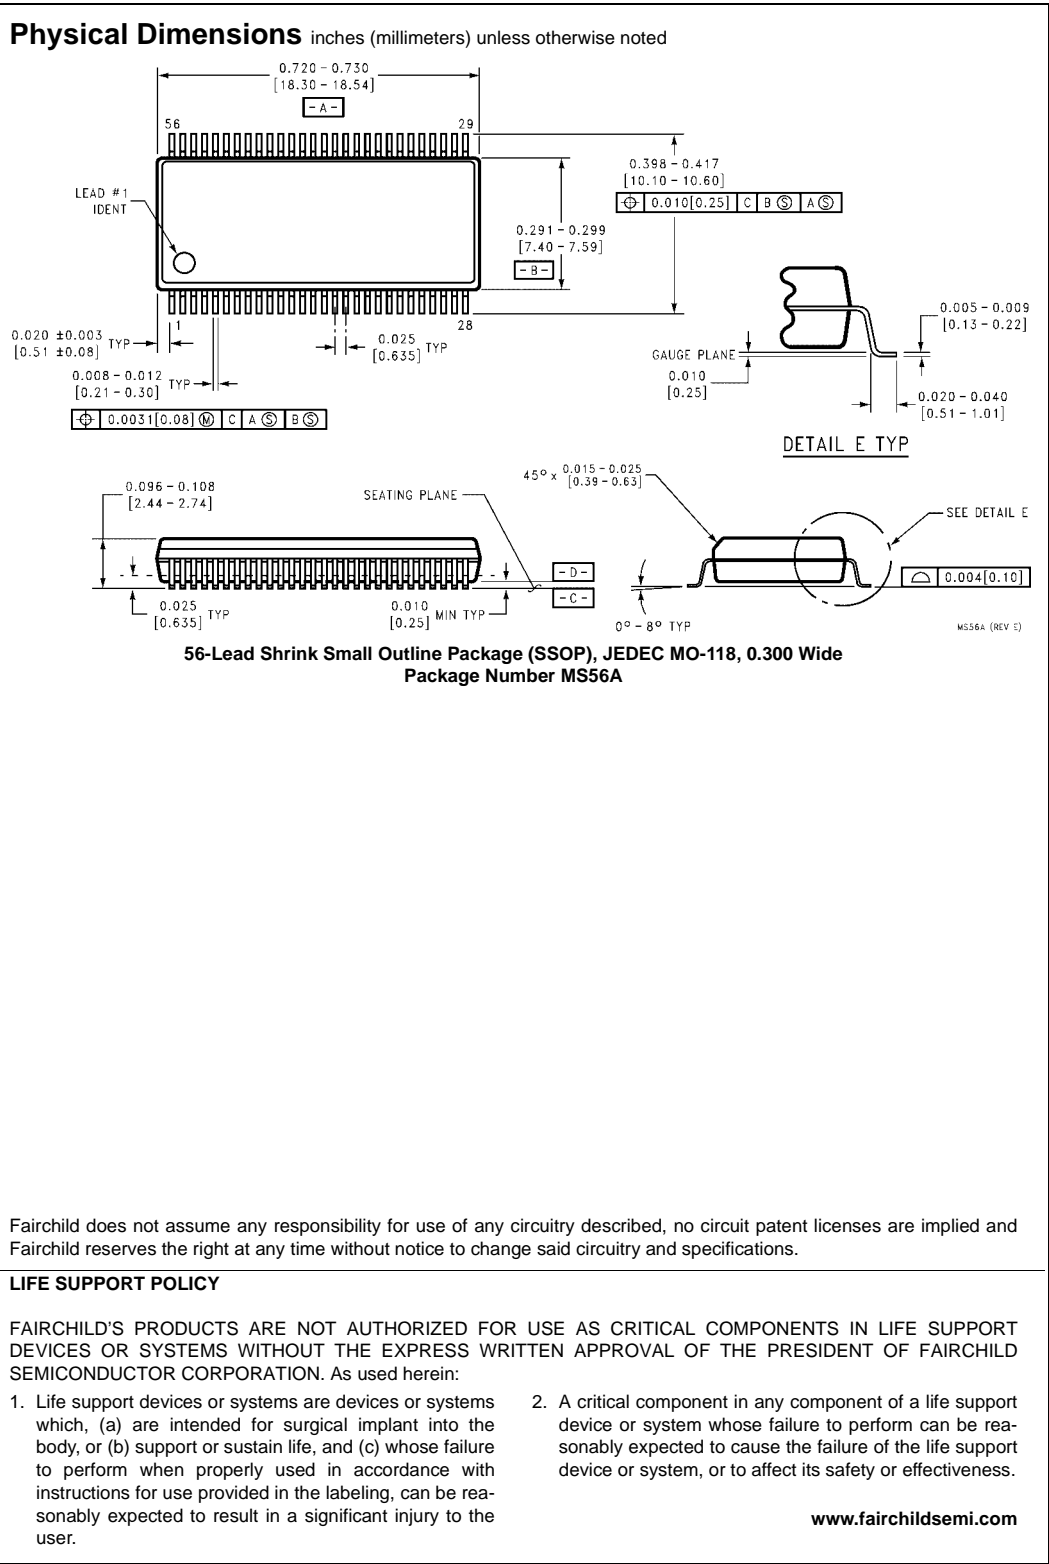 Physical Dimensions inches (millimeters) unless otherwise noted
0.720 – 0.730
[18.30 – 18.54]
– A –
56
29
LEAD #1
IDENT
0.398 – 0.417
[10.10 – 10.60]
⌖ 0.010[0.25] C B Ⓢ A Ⓢ
0.291 – 0.299
[7.40 – 7.59]
– B –
1
28
0.020 ±0.003
[0.51 ±0.08] TYP
0.025
[0.635] TYP
0.008 – 0.012
[0.21 – 0.30] TYP
⌖ 0.0031[0.08] Ⓜ C A Ⓢ B Ⓢ
0.005 – 0.009
[0.13 – 0.22]
GAUGE PLANE
0.010
[0.25]
0.020 – 0.040
[0.51 – 1.01]
DETAIL E TYP
0.096 – 0.108
[2.44 – 2.74]
SEATING PLANE
45° x 0.015 – 0.025
[0.39 – 0.63]
SEE DETAIL E
– D –
– C –
⌓ 0.004[0.10]
0.025
[0.635] TYP
0.010
[0.25] MIN TYP
0° – 8° TYP
MS56A (REV E)
56-Lead Shrink Small Outline Package (SSOP), JEDEC MO-118, 0.300 Wide
Package Number MS56A
Fairchild does not assume any responsibility for use of any circuitry described, no circuit patent licenses are implied and
Fairchild reserves the right at any time without notice to change said circuitry and specifications.
LIFE SUPPORT POLICY
FAIRCHILD'S PRODUCTS ARE NOT AUTHORIZED FOR USE AS CRITICAL COMPONENTS IN LIFE SUPPORT
DEVICES OR SYSTEMS WITHOUT THE EXPRESS WRITTEN APPROVAL OF THE PRESIDENT OF FAIRCHILD
SEMICONDUCTOR CORPORATION. As used herein:
1. Life support devices or systems are devices or systems
which, (a) are intended for surgical implant into the
body, or (b) support or sustain life, and (c) whose failure
to perform when properly used in accordance with
instructions for use provided in the labeling, can be rea-
sonably expected to result in a significant injury to the
user.
2. A critical component in any component of a life support
device or system whose failure to perform can be rea-
sonably expected to cause the failure of the life support
device or system, or to affect its safety or effectiveness.
www.fairchildsemi.com